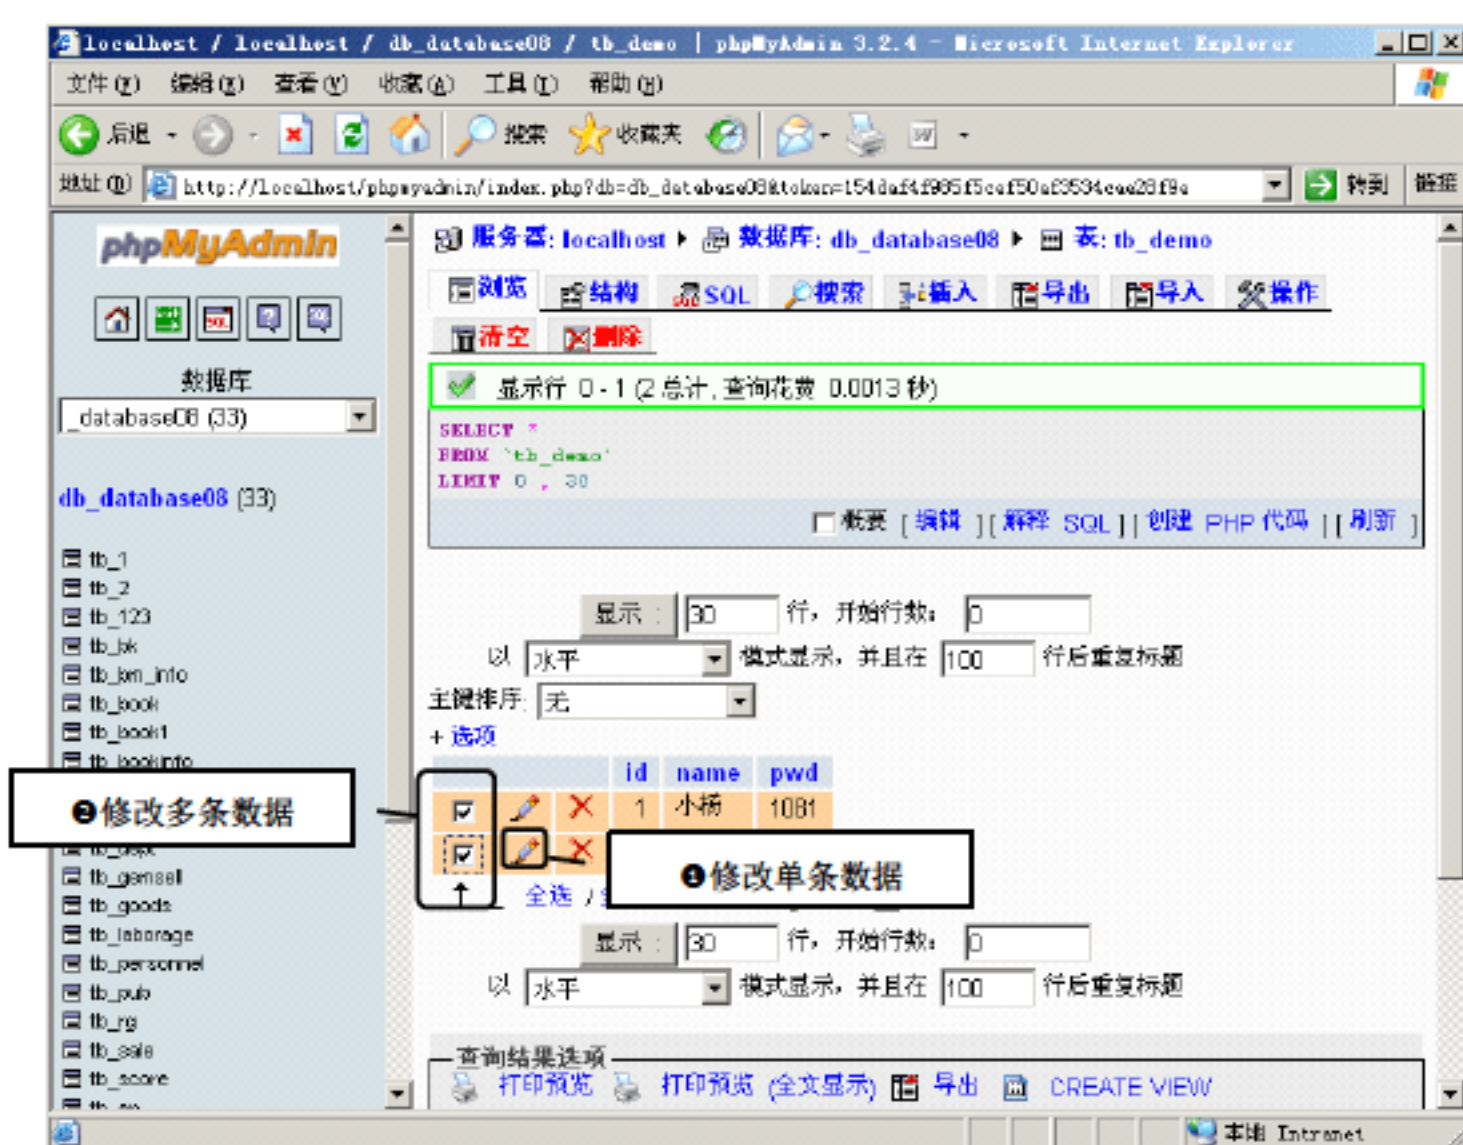 localhost / localhost / db_database08 / tb_demo | phpMyAdmin 3.2.4 - Microsoft Internet Explorer
文件(F) 编辑(E) 查看(V) 收藏(A) 工具(T) 帮助(H)
后退 搜索 收藏夹
地址(D) http://localhost/phpmyadmin/index.php?db=db_database08&token= 转到 链接
phpMyAdmin
数据库
_database08 (33)
db_database08 (33)
tb_1
tb_2
tb_123
tb_bk
tb_bm_info
tb_book
tb_book1
tb_bookinfo
tb_dept
tb_gemsell
tb_goods
tb_laborage
tb_personnel
tb_pub
tb_rg
tb_sale
tb_score
服务器: localhost 数据库: db_database08 表: tb_demo
浏览 结构 SQL 搜索 插入 导出 导入 操作
清空 删除
显示行 0 - 1 (2 总计, 查询花费 0.0013 秒)
SELECT *
FROM `tb_demo`
LIMIT 0 , 30
概要 [ 编辑 ] [ 解释 SQL ] [ 创建 PHP 代码 ] [ 刷新 ]
显示 : 30 行, 开始行数: 0
以 水平 模式显示, 并且在 100 行后重复标题
主键排序: 无
+ 选项
id name pwd
1 小杨 1081
❷修改多条数据
❶修改单条数据
全选 /
显示 : 30 行, 开始行数: 0
以 水平 模式显示, 并且在 100 行后重复标题
查询结果选项
打印预览 打印预览 (全文显示) 导出 CREATE VIEW
本地 Intranet